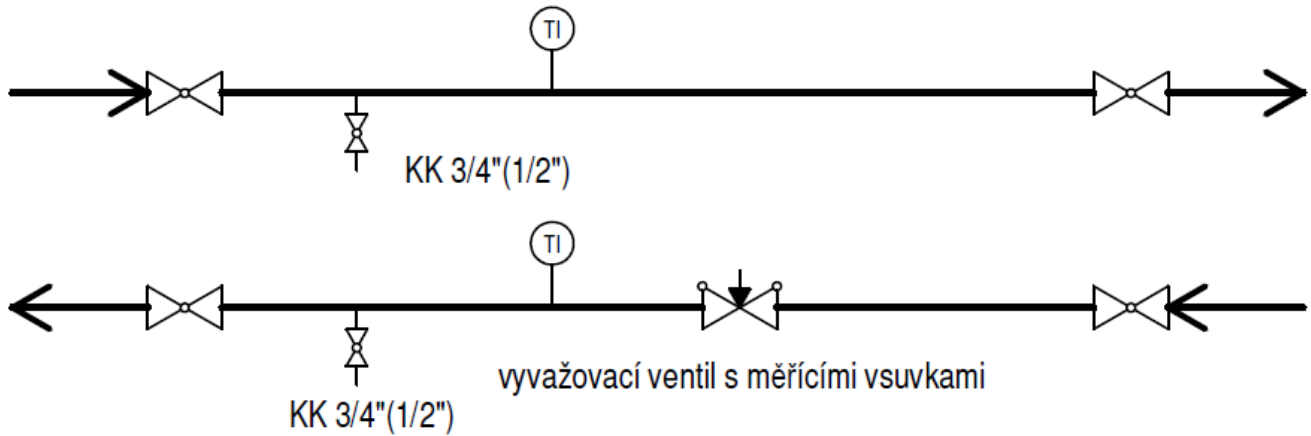 TI
KK 3/4"(1/2")
TI
vyvažovací ventil s měřícími vsuvkami
KK 3/4"(1/2")